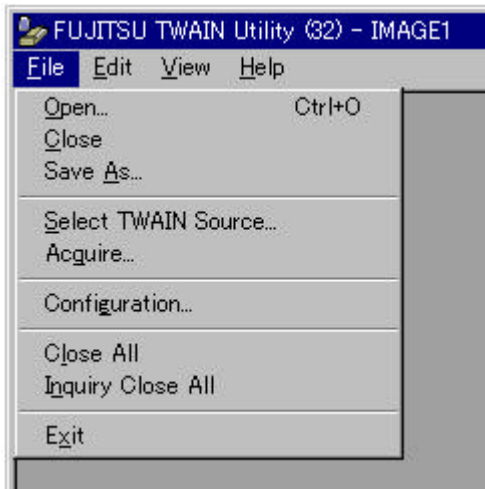 FUJITSU TWAIN Utility (32) - IMAGE1
File Edit View Help
Open... Ctrl+O
Close
Save As...
Select TWAIN Source...
Acquire...
Configuration...
Close All
Inquiry Close All
Exit